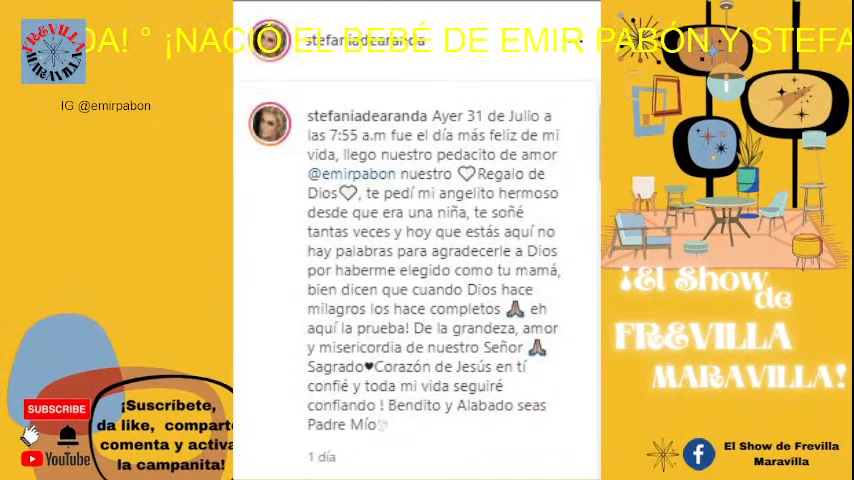 DA! ° ¡NACIÓ EL BEBÉ DE EMIR PABÓN Y STEFA
FREVILLA
MARAVILLA
IG @emirpabon
stefaniadearanda
stefaniadearanda Ayer 31 de Julio a
las 7:55 a.m fue el día más feliz de mi
vida, llego nuestro pedacito de amor
@emirpabon nuestro ♡Regalo de
Dios♡, te pedí mi angelito hermoso
desde que era una niña, te soñé
tantas veces y hoy que estás aquí no
hay palabras para agradecerle a Dios
por haberme elegido como tu mamá,
bien dicen que cuando Dios hace
milagros los hace completos 🙏🏽 eh
aquí la prueba! De la grandeza, amor
y misericordia de nuestro Señor 🙏🏽
Sagrado♥Corazón de Jesús en tí
confié y toda mi vida seguiré
confiando ! Bendito y Alabado seas
Padre Mío
1 día
SUBSCRIBE
YouTube
¡Suscríbete,
da like, comparte
comenta y activa
la campanita!
¡El Show
de
FREVILLA
MARAVILLA!
El Show de Frevilla
Maravilla